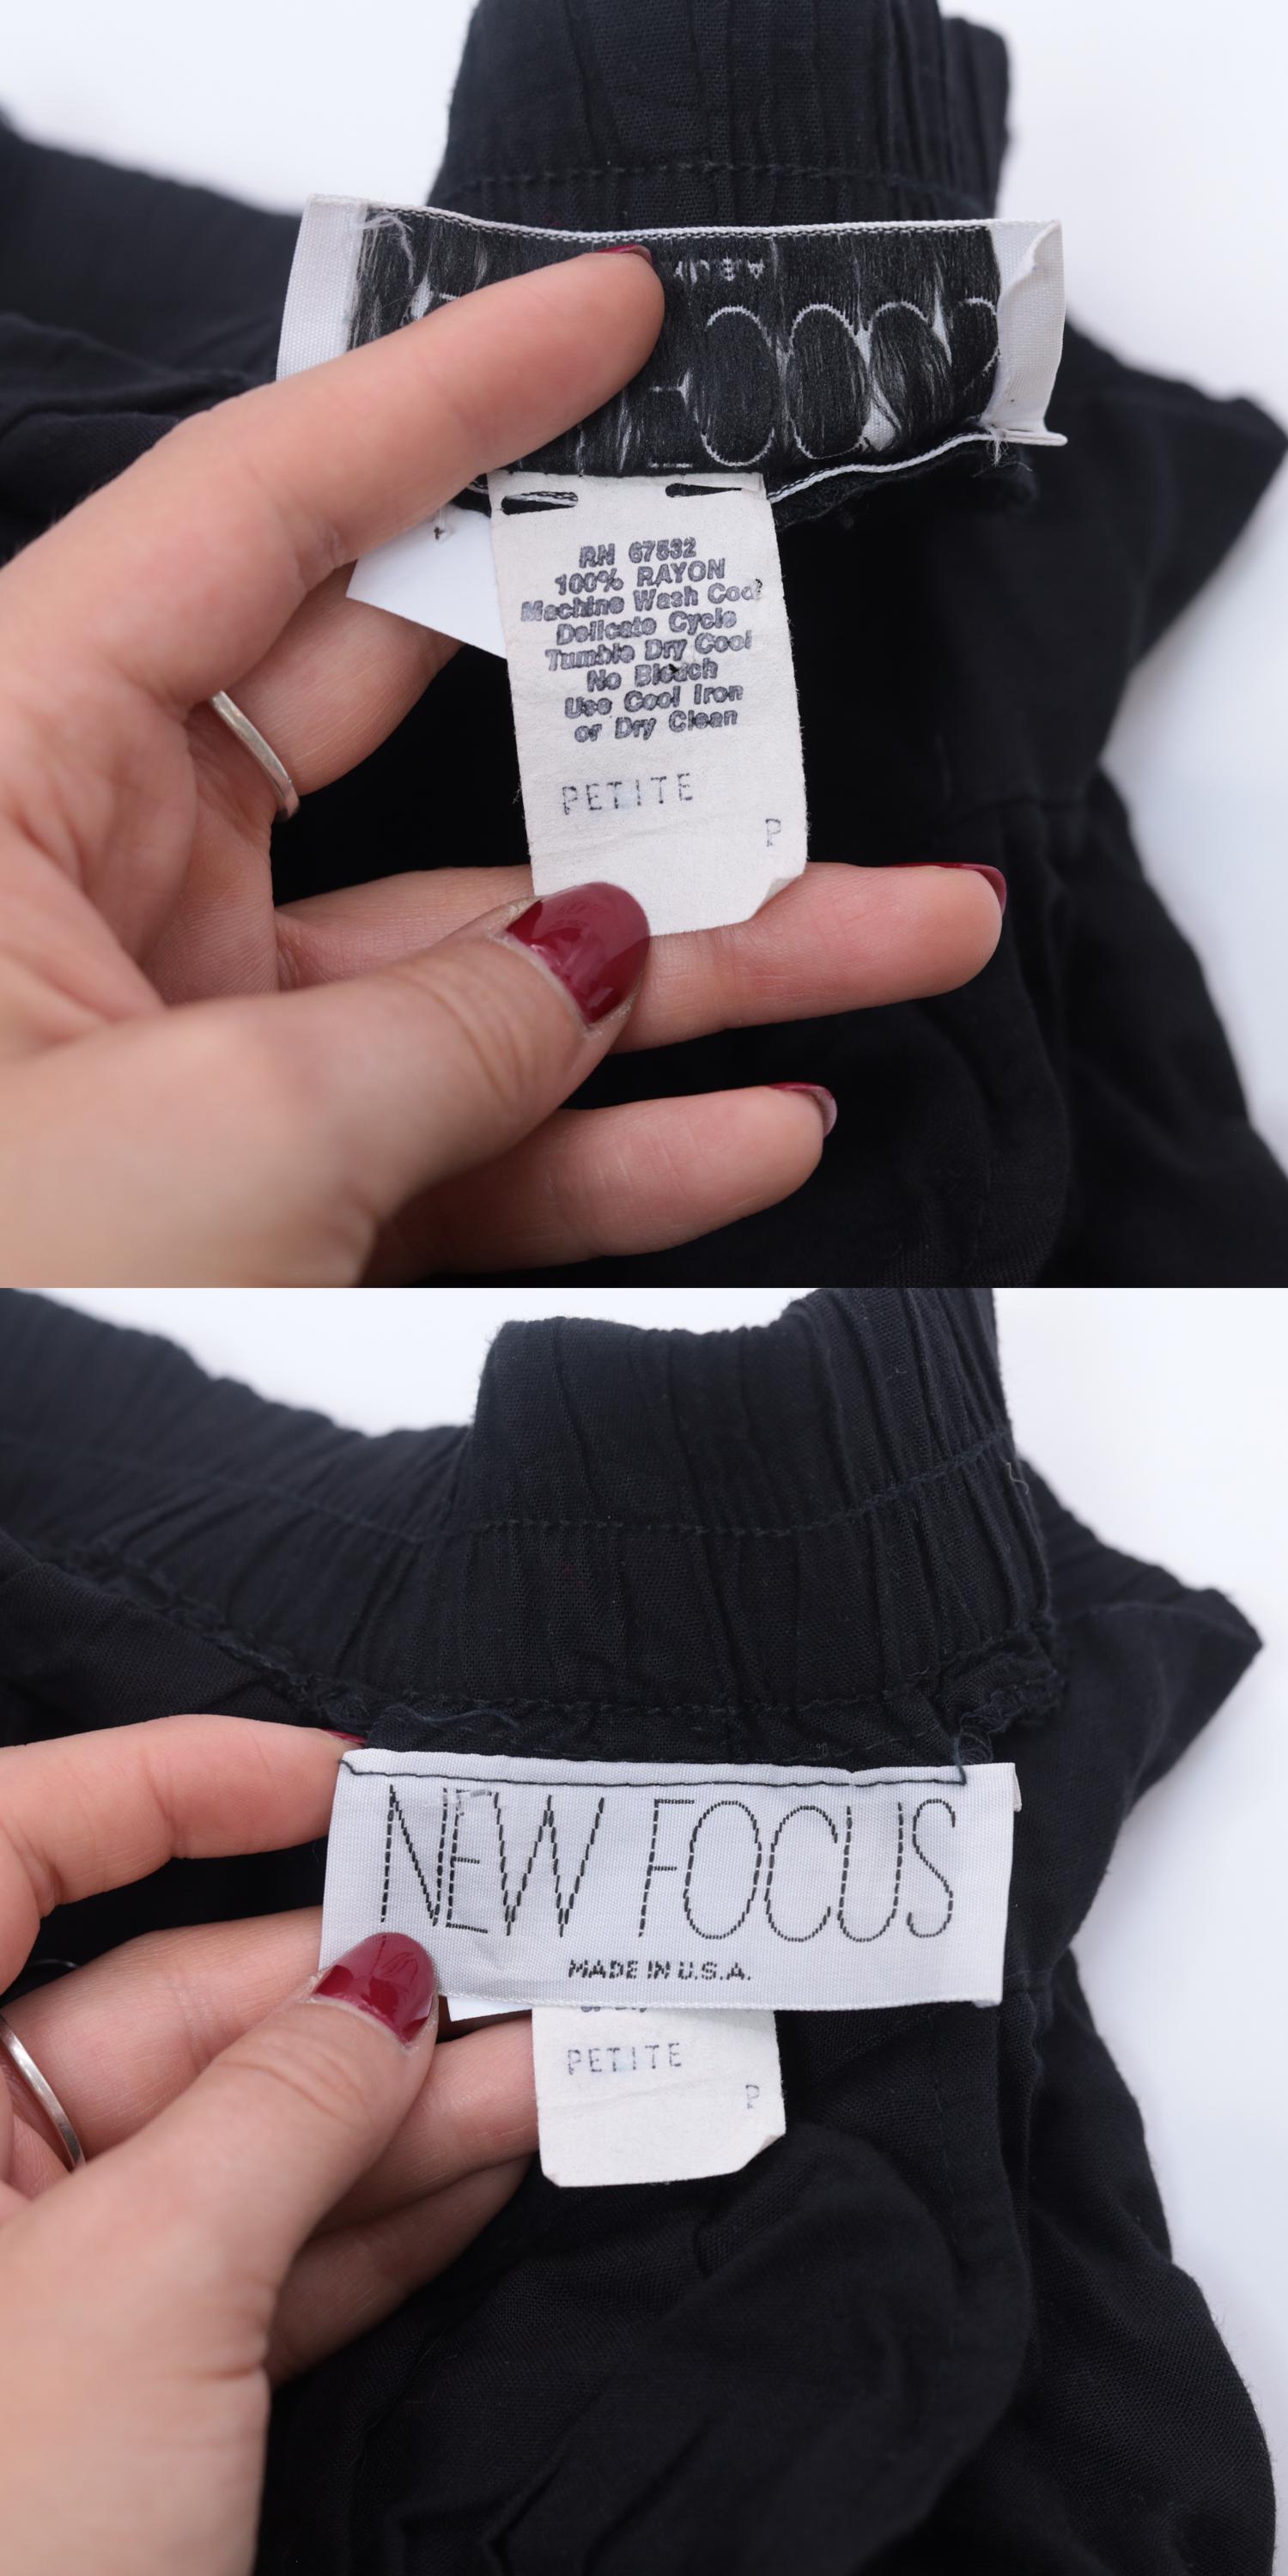 RN 67532
100% RAYON
Machine Wash Cool
Delicate Cycle
Tumble Dry Cool
No Bleach
Use Cool Iron
or Dry Clean
PETITE
P
NEW FOCUS
MADE IN U.S.A.
PETITE
P